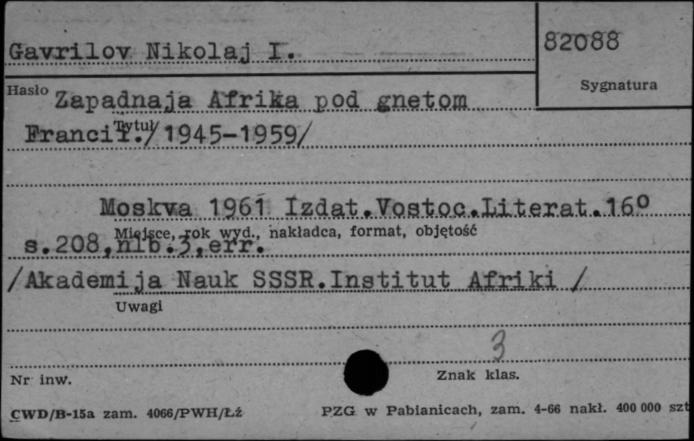 Gavrilov Nikolaj I.
82088
Hasło
Sygnatura
Zapadnaja Afrika pod gnetom
Tytuł
Francii./1945-1959/
Moskva 1961 Izdat.Vostoc.Literat.16°
Miejsce, rok wyd., nakładca, format, objętość
s.208,nlb.3,err.
/Akademija Nauk SSSR.Institut Afriki /
Uwagi
3
Nr inw.
Znak klas.
CWD/B-15a zam. 4066/PWH/Łź
PZG w Pabianicach, zam. 4-66 nakł. 400 000 szt